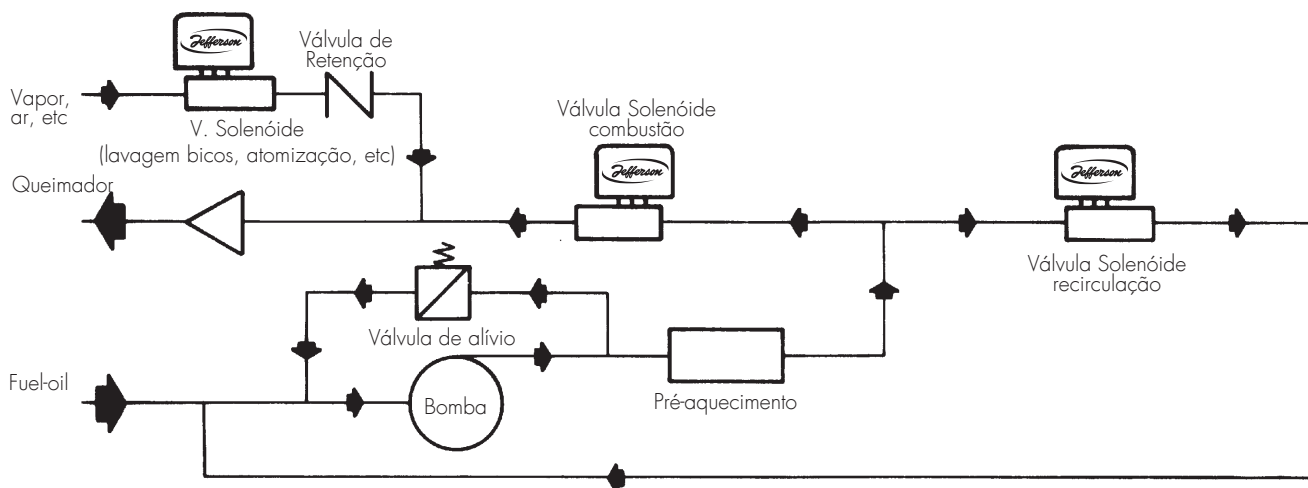 Jefferson
Válvula de
Retenção
Vapor,
ar, etc
V. Solenóide
(lavagem bicos, atomização, etc)
Válvula Solenóide
combustão
Jefferson
Jefferson
Queimador
Válvula Solenóide
recirculação
Válvula de alívio
Fuel-oil
Bomba
Pré-aquecimento